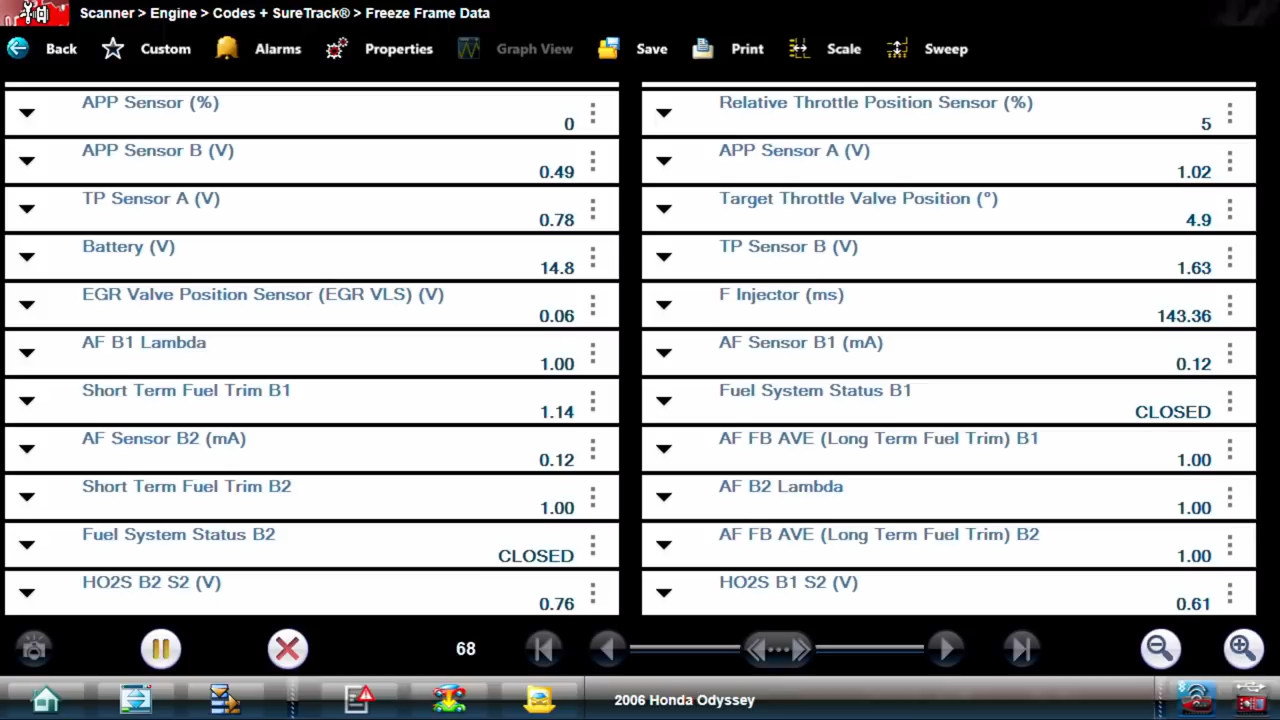 Scanner > Engine > Codes + SureTrack® > Freeze Frame Data
Back Custom Alarms Properties Graph View Save Print Scale Sweep
APP Sensor (%)
0
Relative Throttle Position Sensor (%)
5
APP Sensor B (V)
0.49
APP Sensor A (V)
1.02
TP Sensor A (V)
0.78
Target Throttle Valve Position (°)
4.9
Battery (V)
14.8
TP Sensor B (V)
1.63
EGR Valve Position Sensor (EGR VLS) (V)
0.06
F Injector (ms)
143.36
AF B1 Lambda
1.00
AF Sensor B1 (mA)
0.12
Short Term Fuel Trim B1
1.14
Fuel System Status B1
CLOSED
AF Sensor B2 (mA)
0.12
AF FB AVE (Long Term Fuel Trim) B1
1.00
Short Term Fuel Trim B2
1.00
AF B2 Lambda
1.00
Fuel System Status B2
CLOSED
AF FB AVE (Long Term Fuel Trim) B2
1.00
HO2S B2 S2 (V)
0.76
HO2S B1 S2 (V)
0.61
68
2006 Honda Odyssey